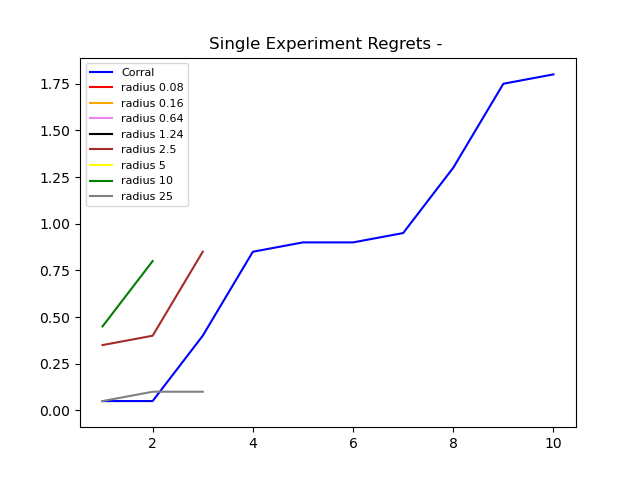 Single Experiment Regrets -
Corral
radius 0.08
radius 0.16
radius 0.64
radius 1.24
radius 2.5
radius 5
radius 10
radius 25
1.75
1.50
1.25
1.00
0.75
0.50
0.25
0.00
2 4 6 8 10